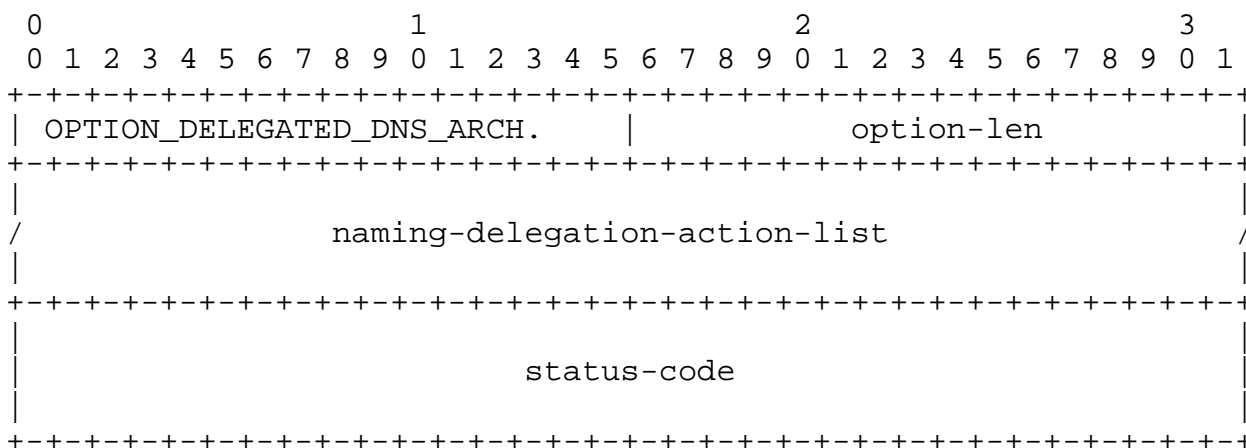 0                   1                   2                   3
 0 1 2 3 4 5 6 7 8 9 0 1 2 3 4 5 6 7 8 9 0 1 2 3 4 5 6 7 8 9 0 1
+-+-+-+-+-+-+-+-+-+-+-+-+-+-+-+-+-+-+-+-+-+-+-+-+-+-+-+-+-+-+-+-+
| OPTION_DELEGATED_DNS_ARCH.    |           option-len          |
+-+-+-+-+-+-+-+-+-+-+-+-+-+-+-+-+-+-+-+-+-+-+-+-+-+-+-+-+-+-+-+-+
|                                                               |
/                naming-delegation-action-list                  /
|                                                               |
+-+-+-+-+-+-+-+-+-+-+-+-+-+-+-+-+-+-+-+-+-+-+-+-+-+-+-+-+-+-+-+-+
|                                                               |
|                          status-code                          |
|                                                               |
+-+-+-+-+-+-+-+-+-+-+-+-+-+-+-+-+-+-+-+-+-+-+-+-+-+-+-+-+-+-+-+-+